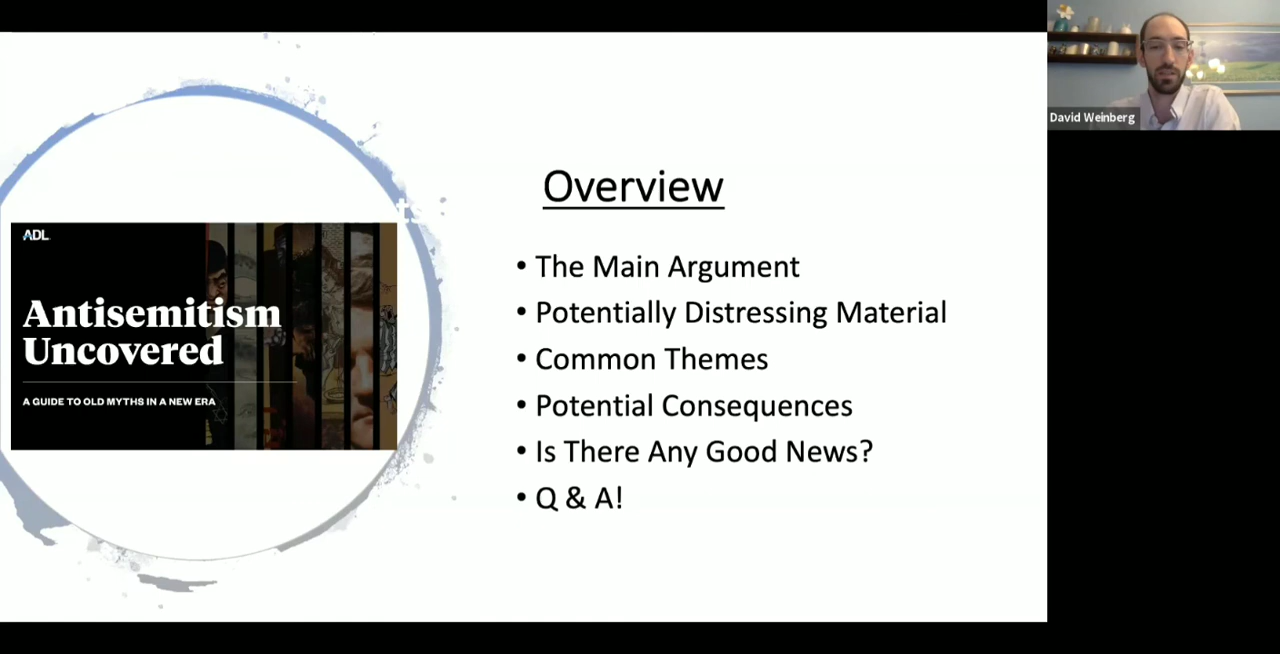 Overview
• The Main Argument
• Potentially Distressing Material
• Common Themes
• Potential Consequences
• Is There Any Good News?
• Q & A!
ADL
Antisemitism
Uncovered
A GUIDE TO OLD MYTHS IN A NEW ERA
David Weinberg